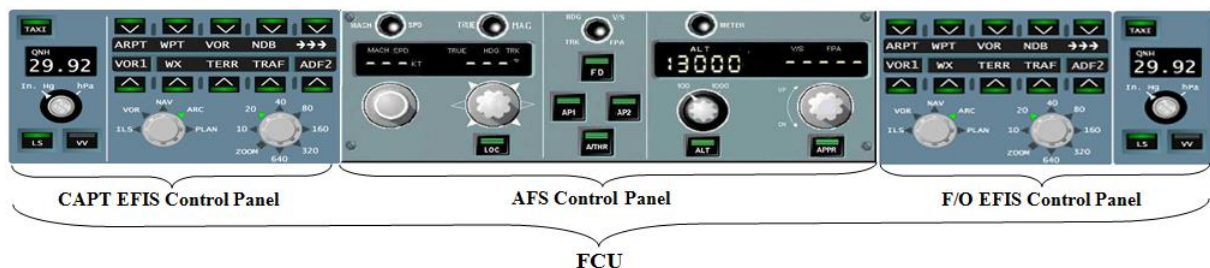 TAXI
QNH
29.92
In. Hg hPa
LS VV
ARPT WPT VOR NDB
VOR1 WX TERR TRAF ADF2
ILS VOR NAV ARC PLAN
ZOOM 10 20 40 80 160 320 640
MACH SPD TRUE MAG
MACH SPD TRUE HDG TRK
--- KT ---°
LOC
HDG V/S
TRK FPA
FD
AP1 AP2
A/THR
METER
ALT V/S FPA
13000 -----
100 1000
UP
DN
ALT APPR
ARPT WPT VOR NDB
VOR1 WX TERR TRAF ADF2
ILS VOR NAV ARC PLAN
ZOOM 10 20 40 80 160 320 640
TAXI
QNH
29.92
In. Hg hPa
LS VV
CAPT EFIS Control Panel AFS Control Panel F/O EFIS Control Panel
FCU